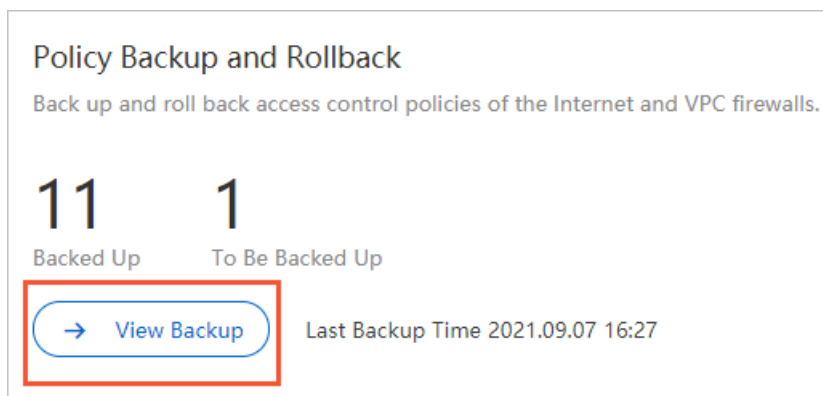 Policy Backup and Rollback
Back up and roll back access control policies of the Internet and VPC firewalls.
11 1
Backed Up To Be Backed Up
→ View Backup Last Backup Time 2021.09.07 16:27